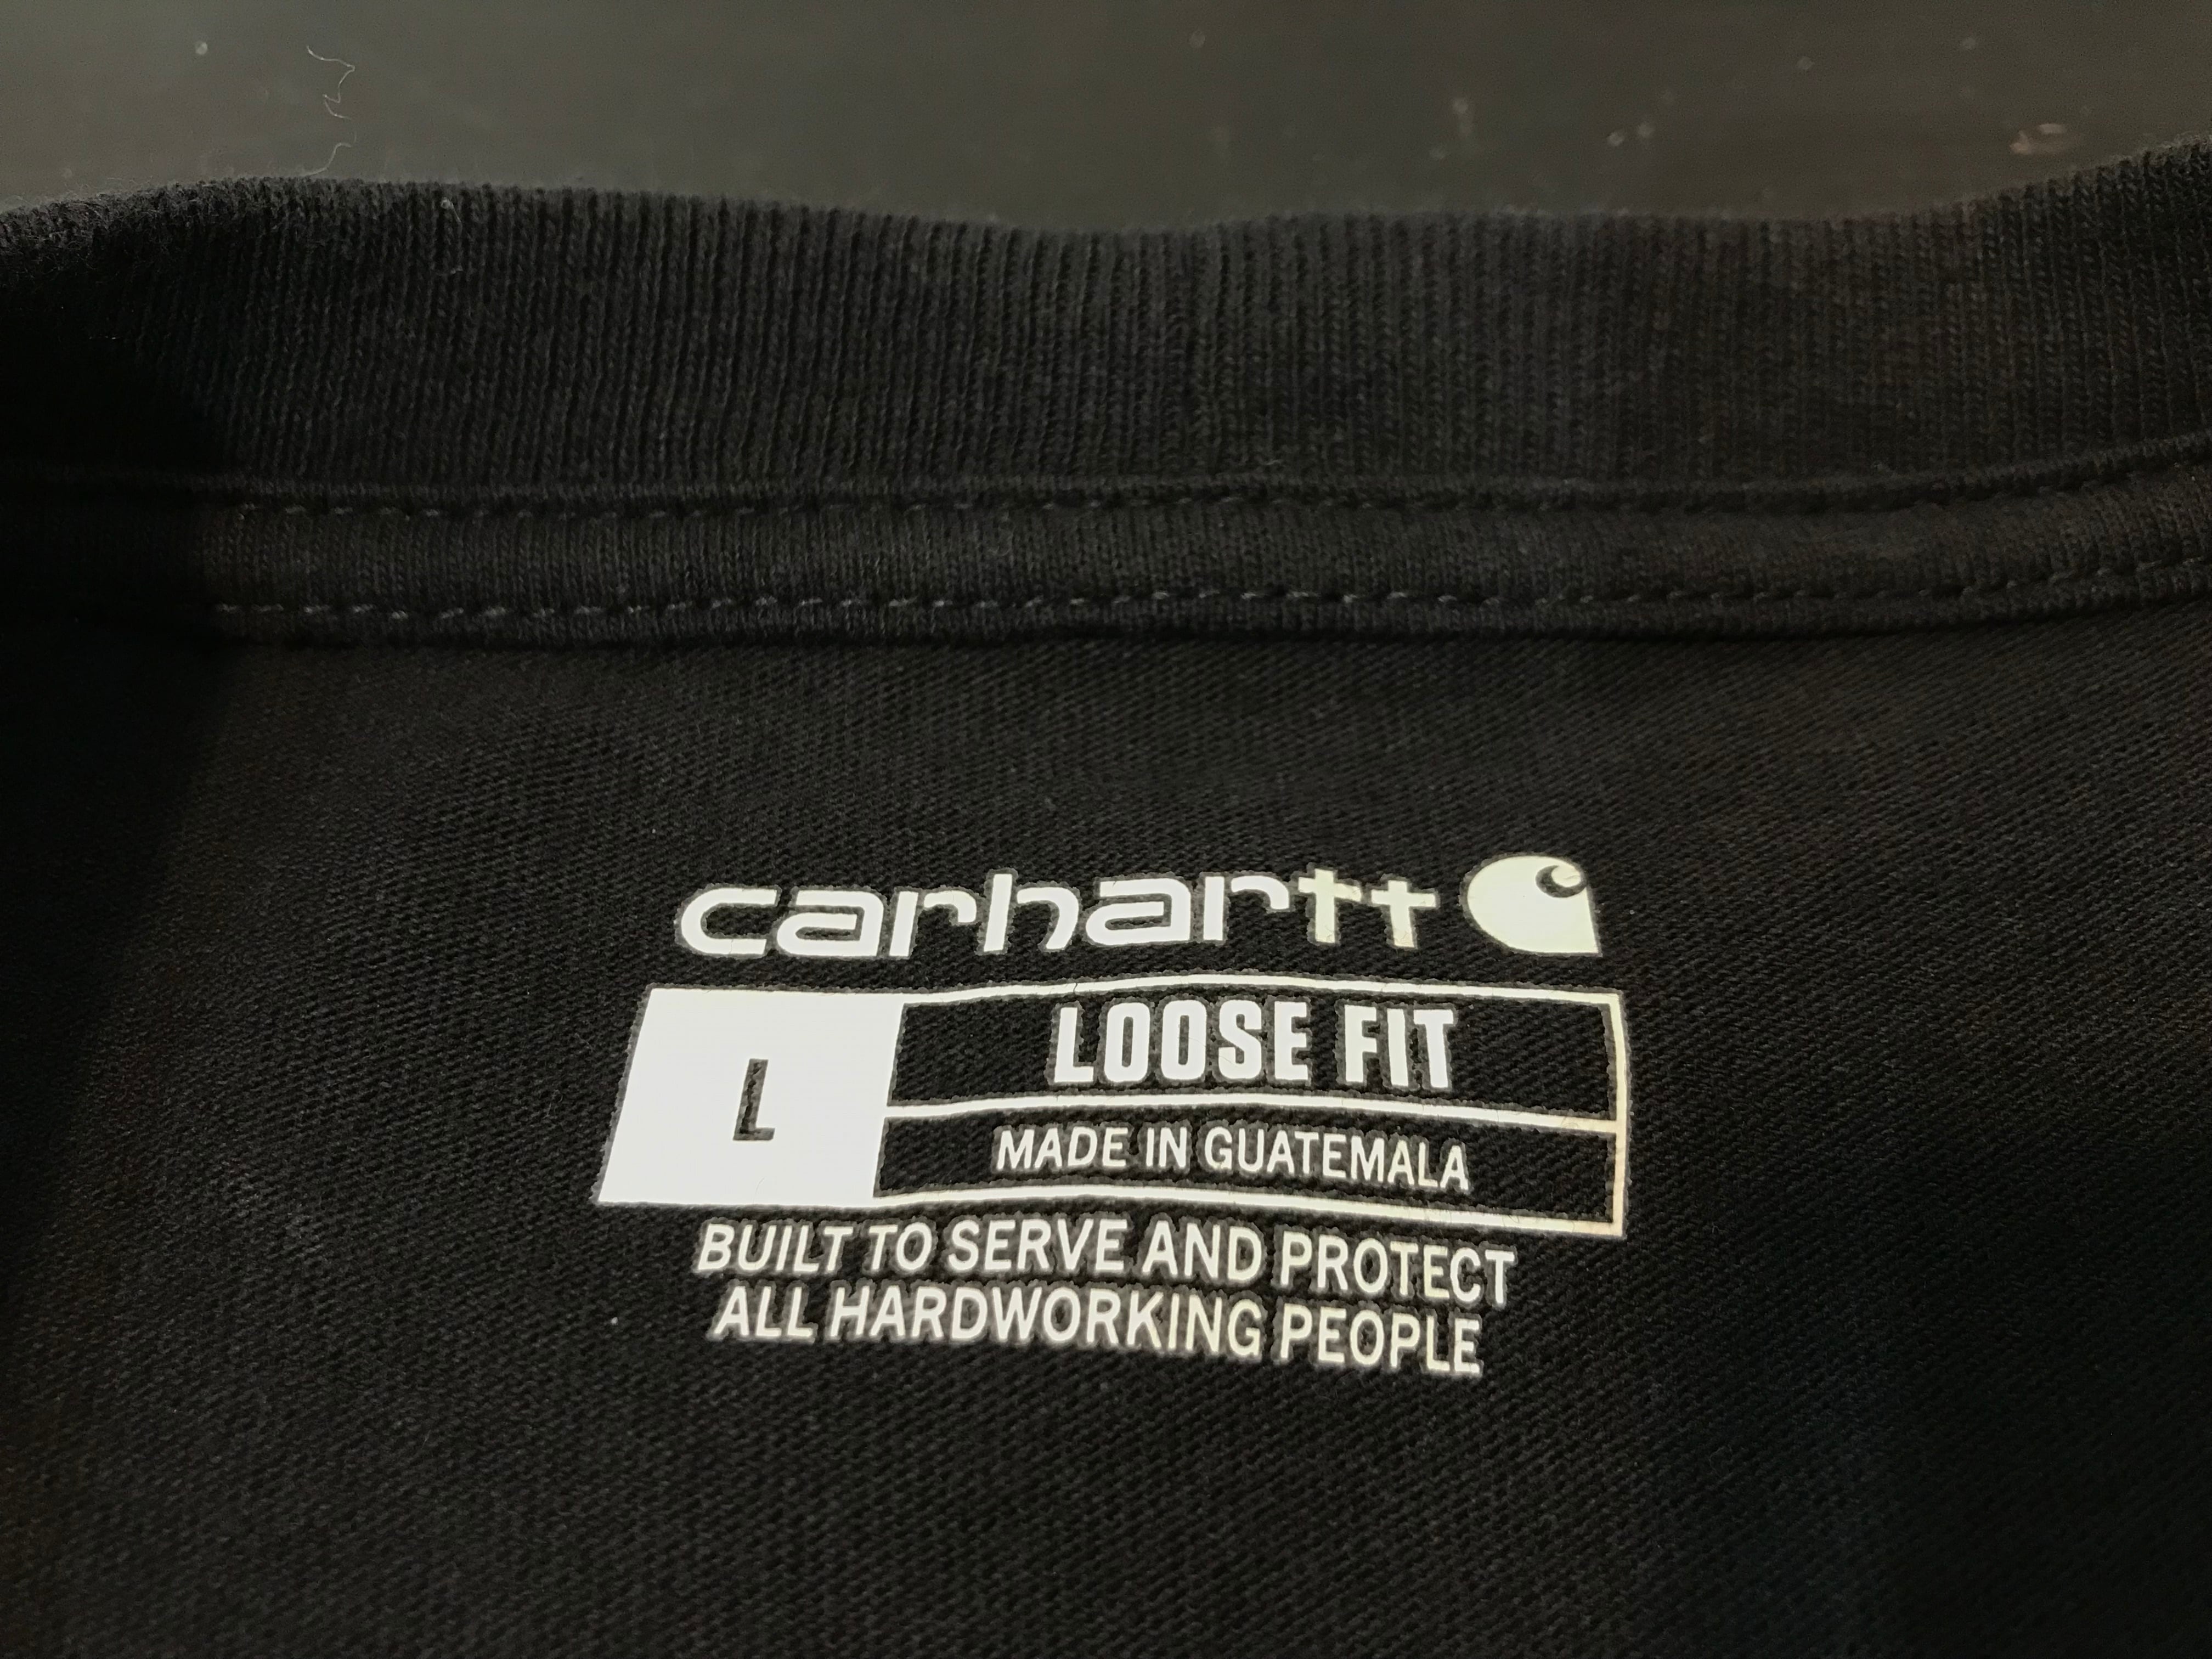 carhartt
L
LOOSE FIT
MADE IN GUATEMALA
BUILT TO SERVE AND PROTECT
ALL HARDWORKING PEOPLE